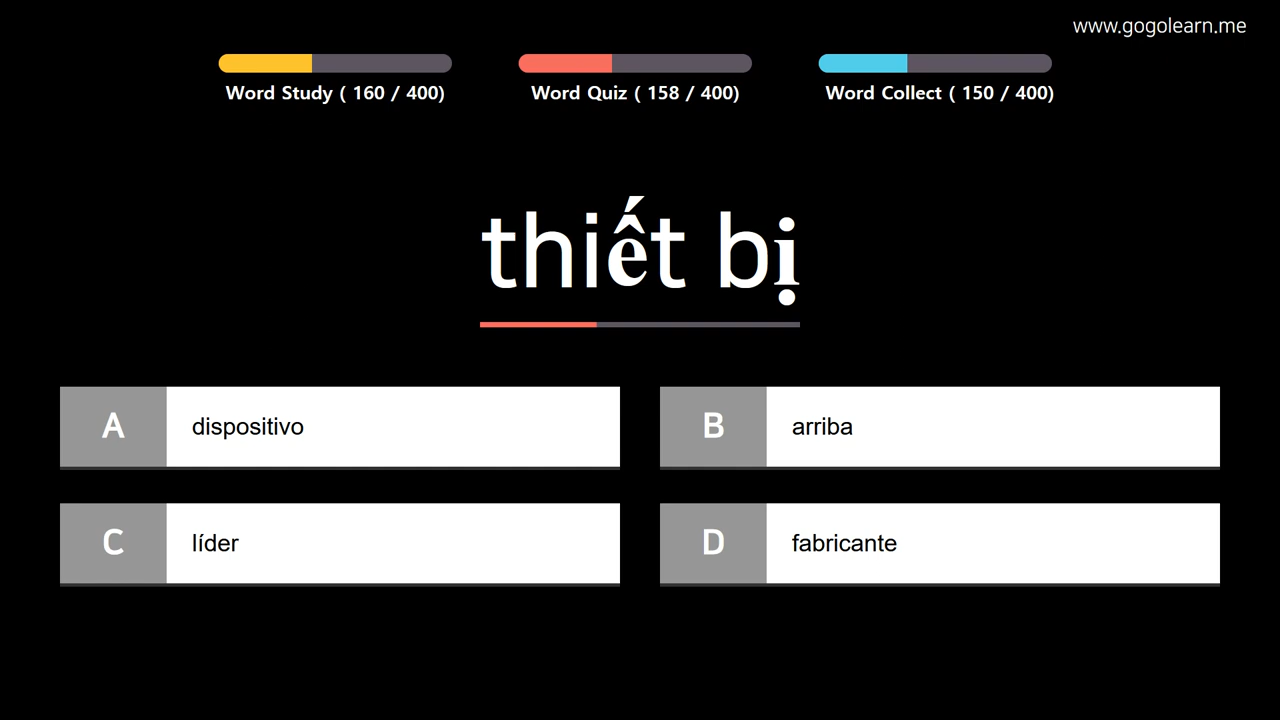 www.gogolearn.me
Word Study ( 160 / 400)
Word Quiz ( 158 / 400)
Word Collect ( 150 / 400)
thiết bị
A dispositivo
B arriba
C líder
D fabricante